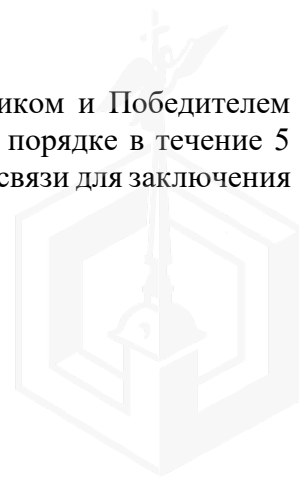 иком и Победителем
порядке в течение 5
связи для заключения